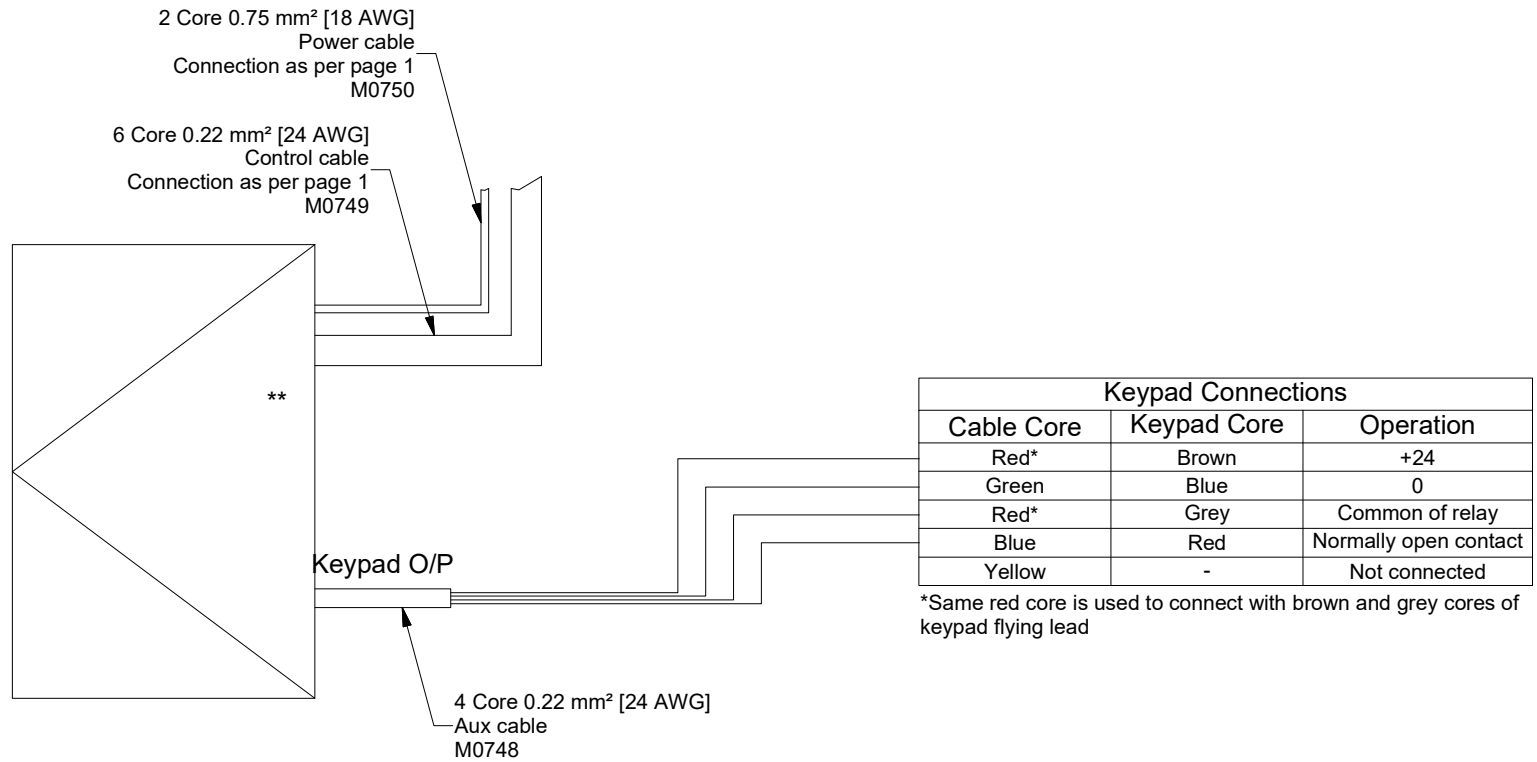 2 Core 0.75 mm² [18 AWG]
Power cable
Connection as per page 1
M0750
6 Core 0.22 mm² [24 AWG]
Control cable
Connection as per page 1
M0749
**
Keypad O/P
4 Core 0.22 mm² [24 AWG]
Aux cable
M0748
Keypad Connections
Cable Core Keypad Core Operation
Red* Brown +24
Green Blue 0
Red* Grey Common of relay
Blue Red Normally open contact
Yellow - Not connected
*Same red core is used to connect with brown and grey cores of
keypad flying lead